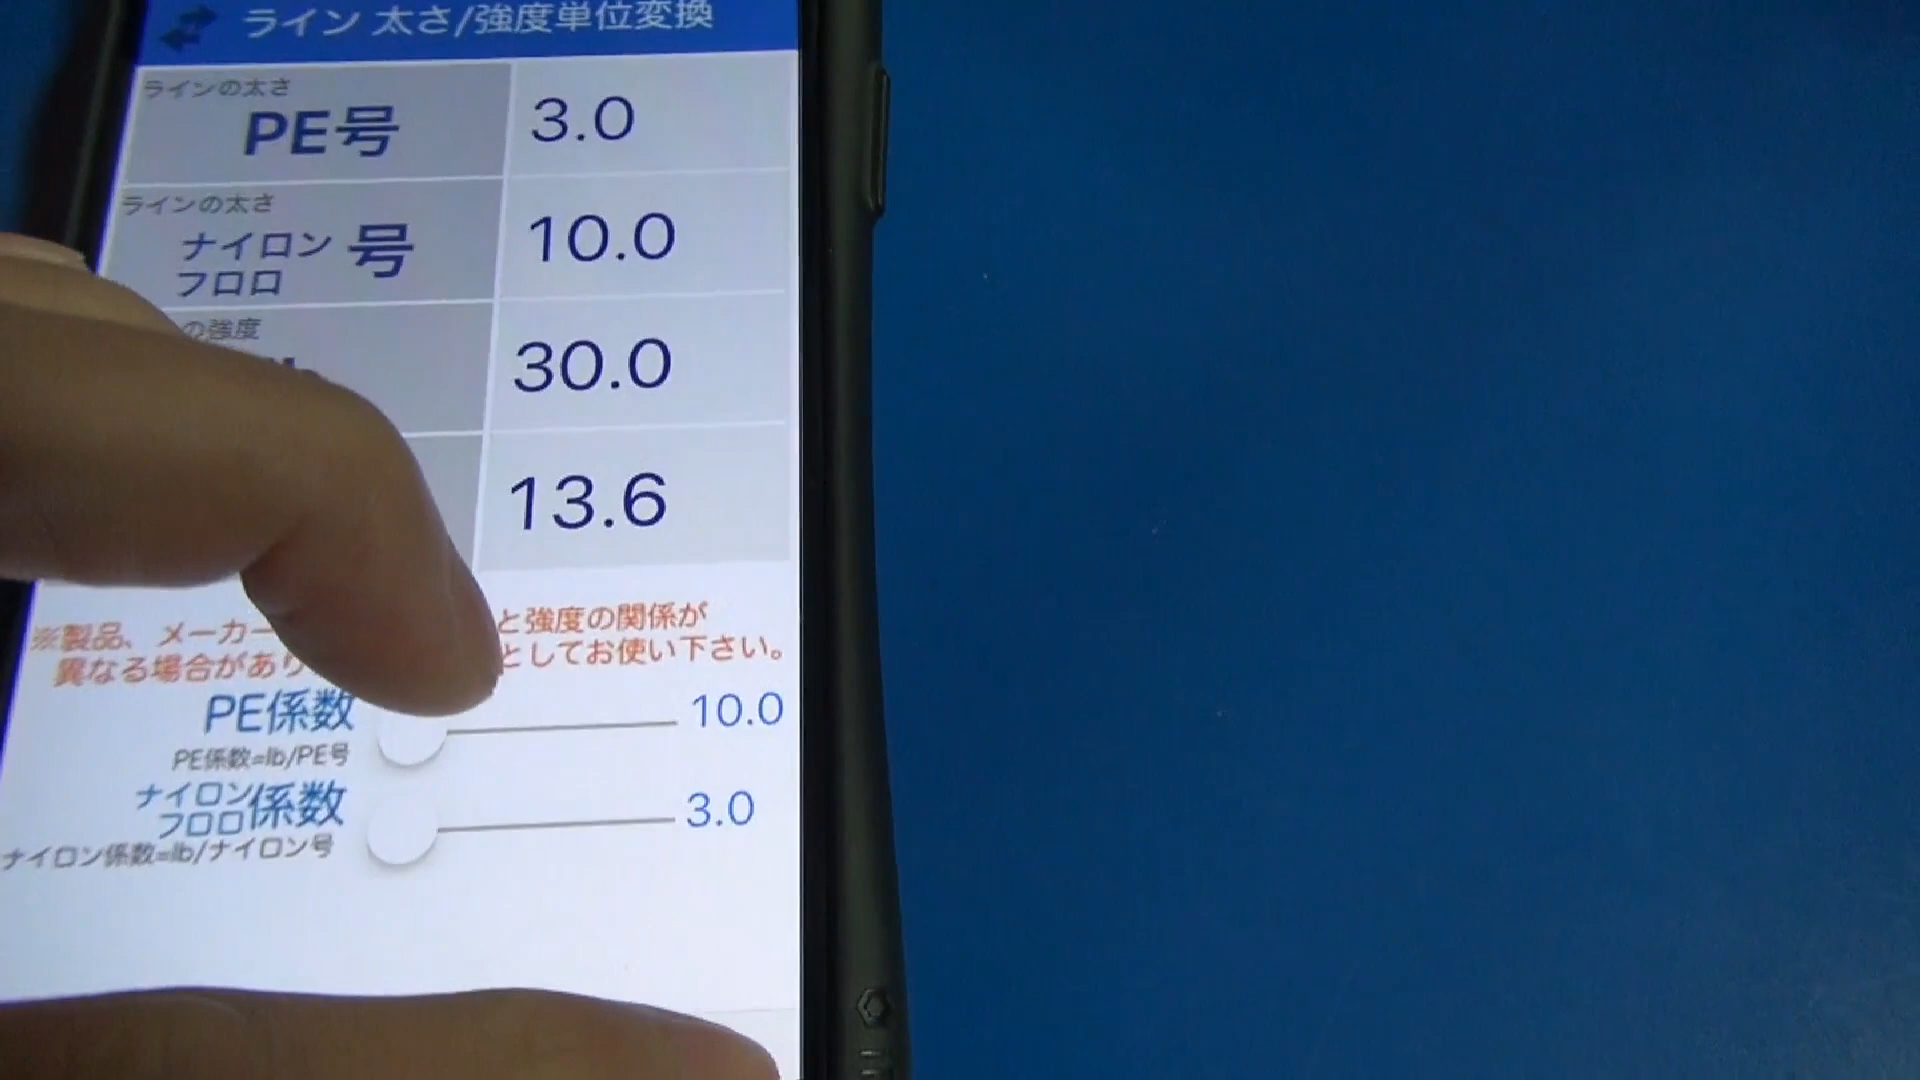 ライン 太さ/強度単位変換
ラインの太さ
PE号
3.0
ラインの太さ
ナイロン
フロロ
号
10.0
の強度
30.0
13.6
※製品、メーカー と強度の関係が
異なる場合があり としてお使い下さい。
PE係数
10.0
PE係数=lb/PE号
ナイロン
フロロ
係数
3.0
ナイロン係数=lb/ナイロン号